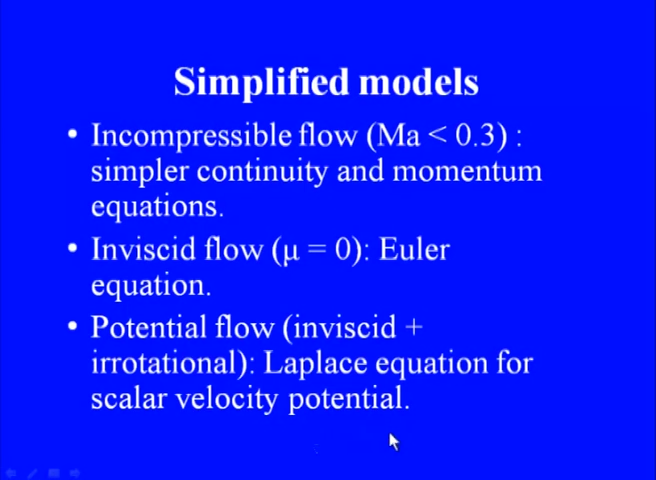 Simplified models
• Incompressible flow (Ma < 0.3) :
simpler continuity and momentum
equations.
• Inviscid flow (μ = 0): Euler
equation.
• Potential flow (inviscid +
irrotational): Laplace equation for
scalar velocity potential.